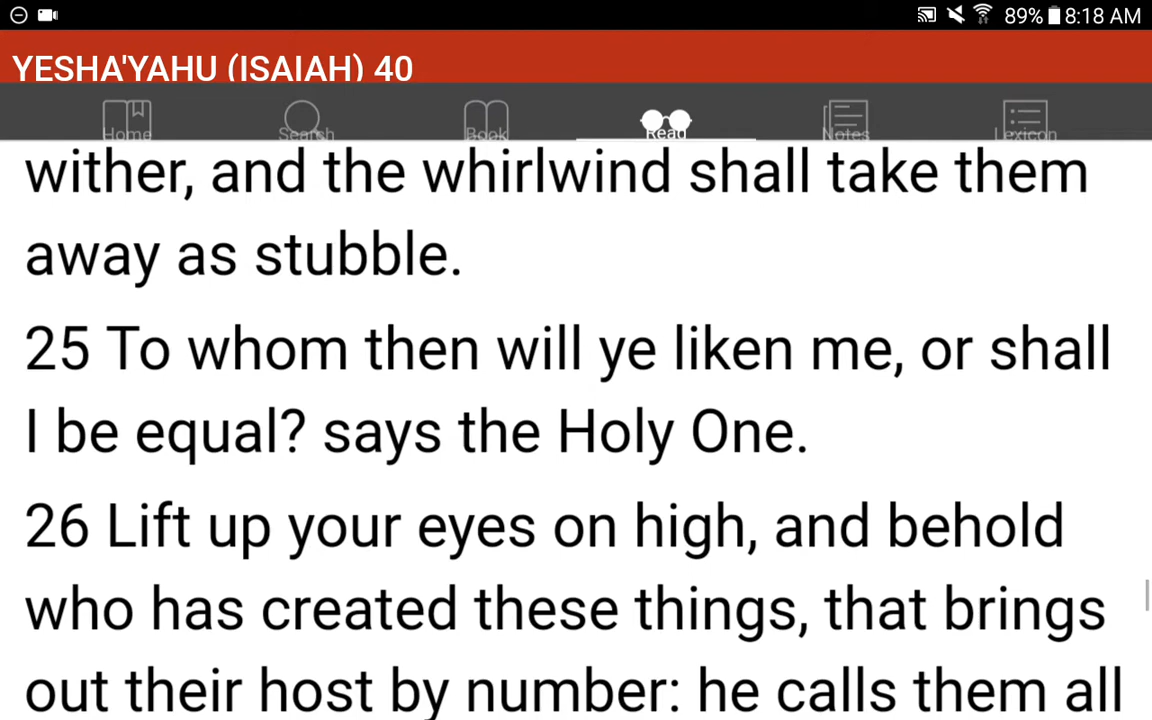 89% 8:18 AM
YESHA'YAHU (ISAIAH) 40
Home Search Book Read Notes Lexicon
wither, and the whirlwind shall take them
away as stubble.
25 To whom then will ye liken me, or shall
I be equal? says the Holy One.
26 Lift up your eyes on high, and behold
who has created these things, that brings
out their host by number: he calls them all